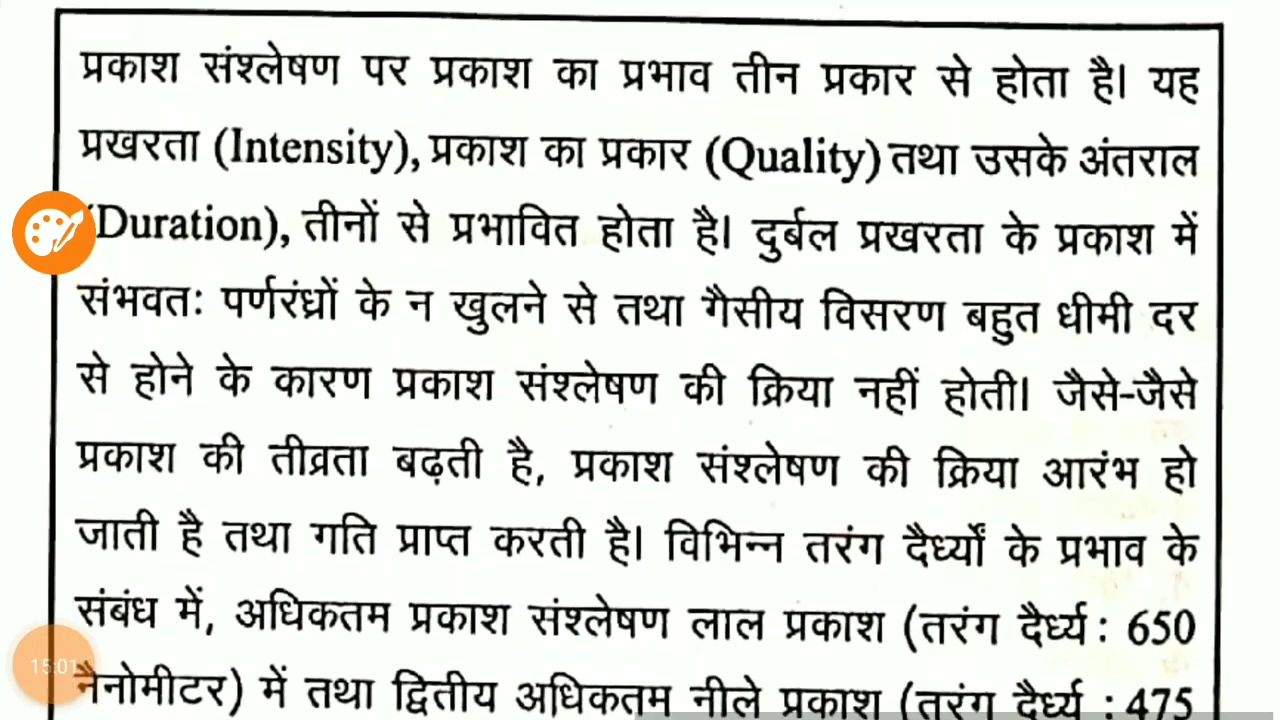 प्रकाश संश्लेषण पर प्रकाश का प्रभाव तीन प्रकार से होता है। यह
प्रखरता (Intensity), प्रकाश का प्रकार (Quality) तथा उसके अंतराल
(Duration), तीनों से प्रभावित होता है। दुर्बल प्रखरता के प्रकाश में
संभवतः पर्णरंध्रों के न खुलने से तथा गैसीय विसरण बहुत धीमी दर
से होने के कारण प्रकाश संश्लेषण की क्रिया नहीं होती। जैसे-जैसे
प्रकाश की तीव्रता बढ़ती है, प्रकाश संश्लेषण की क्रिया आरंभ हो
जाती है तथा गति प्राप्त करती है। विभिन्न तरंग दैर्ध्यों के प्रभाव के
संबंध में, अधिकतम प्रकाश संश्लेषण लाल प्रकाश (तरंग दैर्ध्य : 650
15:01
नैनोमीटर) में तथा द्वितीय अधिकतम नीले प्रकाश (तरंग दैर्ध्य : 475